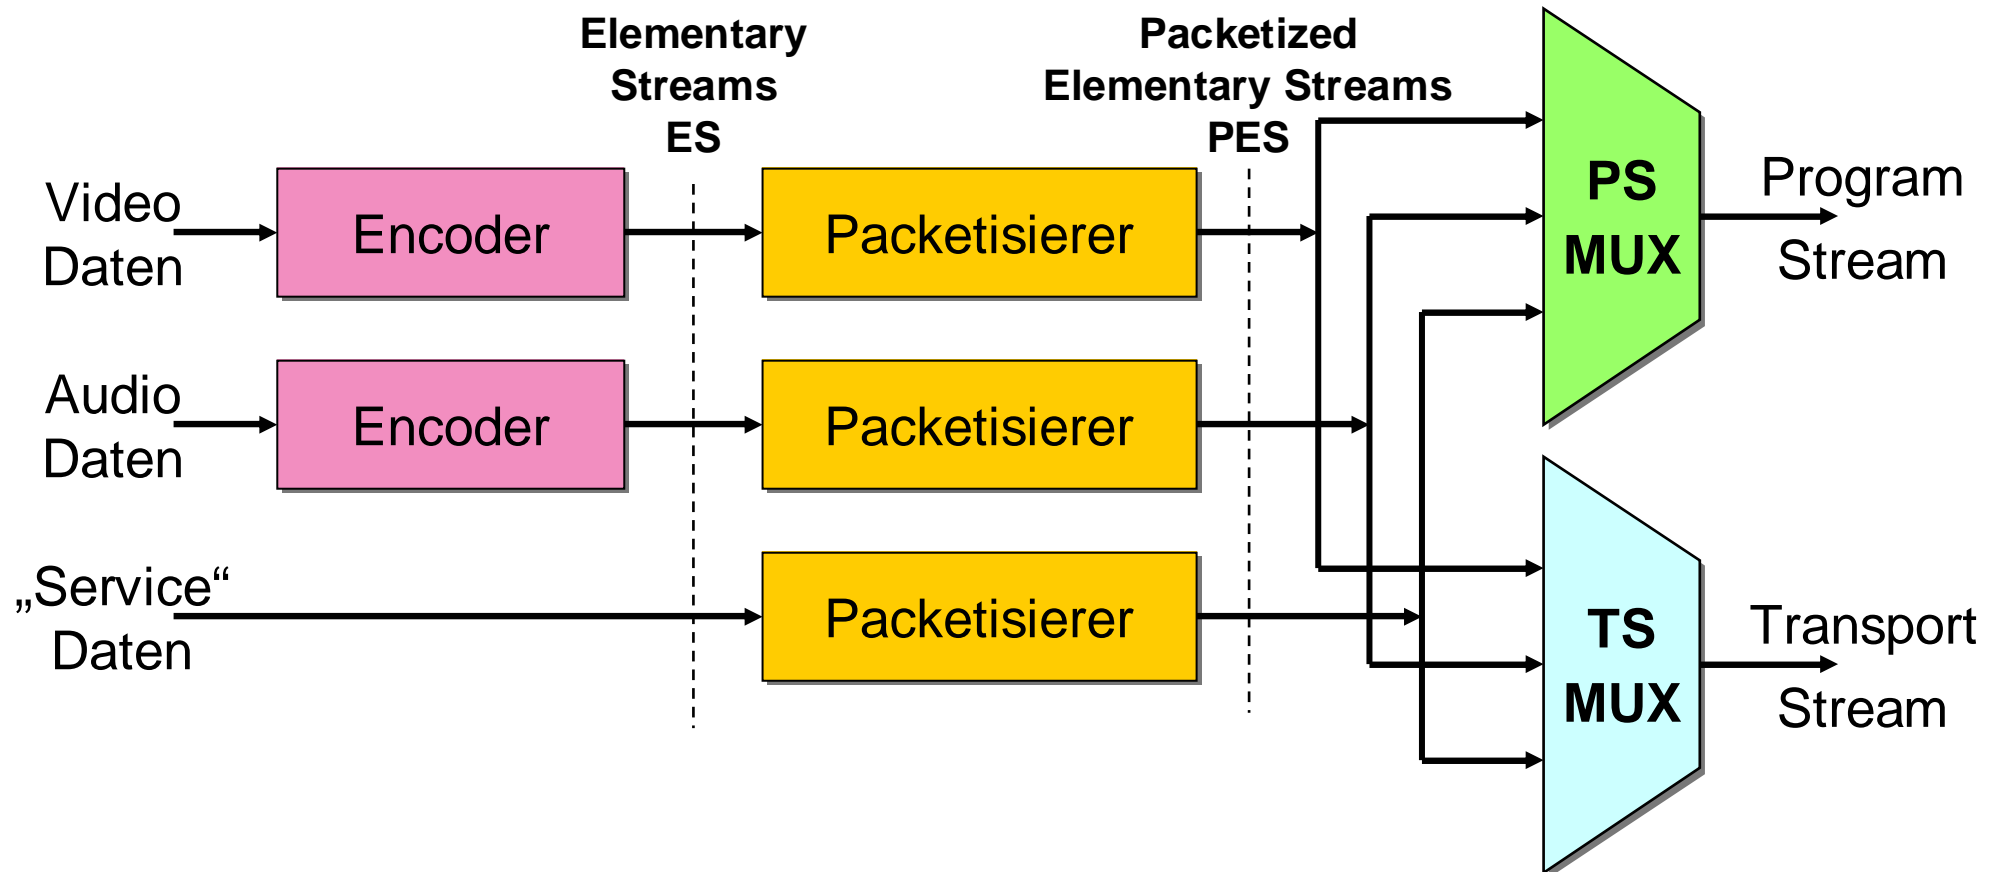 Elementary
Streams
ES
Packetized
Elementary Streams
PES
Video
Daten
Encoder
Packetisierer
PS
MUX
Program
Stream
Audio
Daten
Encoder
Packetisierer
„Service“
Daten
Packetisierer
TS
MUX
Transport
Stream